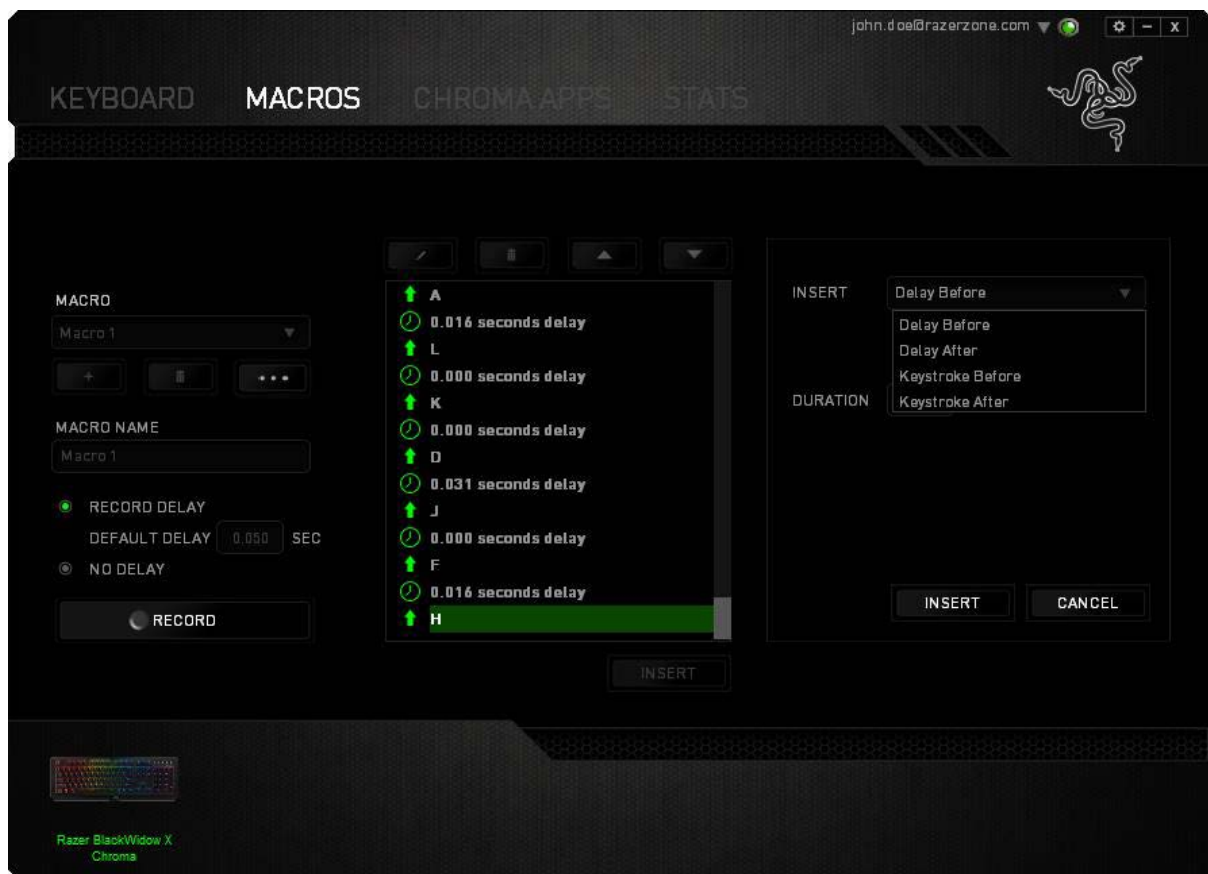 john.doe@razerzone.com
KEYBOARD MACROS CHROMA APPS STATS
MACRO
Macro 1
MACRO NAME
Macro 1
RECORD DELAY
DEFAULT DELAY 0.050 SEC
NO DELAY
RECORD
A
0.016 seconds delay
L
0.000 seconds delay
K
0.000 seconds delay
D
0.031 seconds delay
J
0.000 seconds delay
F
0.016 seconds delay
H
INSERT
INSERT Delay Before
Delay Before
Delay After
Keystroke Before
Keystroke After
DURATION
INSERT CANCEL
Razer BlackWidow X
Chroma